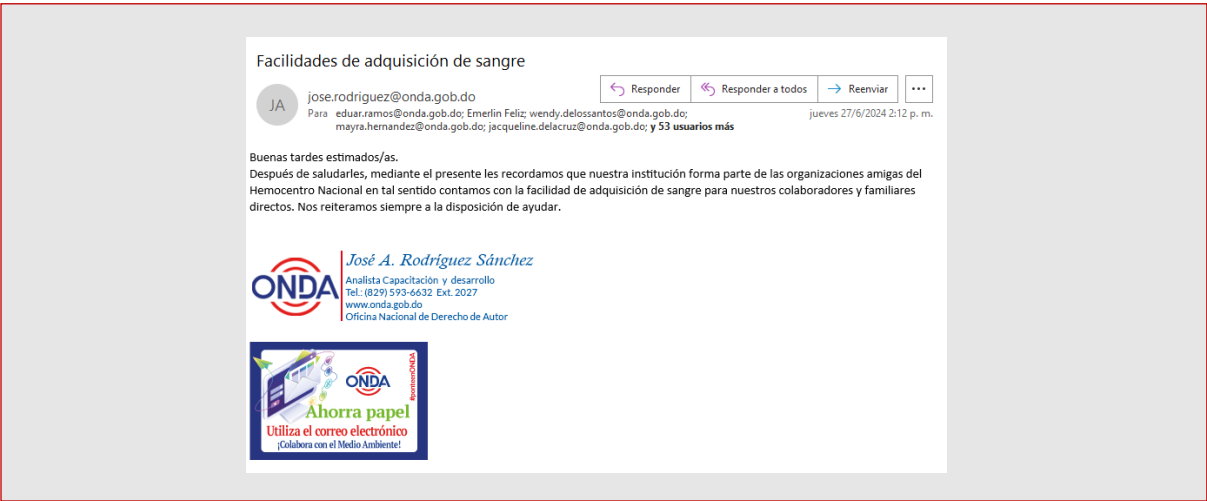 Facilidades de adquisición de sangre
JA
jose.rodriguez@onda.gob.do
Responder
Responder a todos
Reenviar
Para eduar.ramos@onda.gob.do; Emerlin Feliz; wendy.delossantos@onda.gob.do;
mayra.hernandez@onda.gob.do; jacqueline.delacruz@onda.gob.do; y 53 usuarios más
jueves 27/6/2024 2:12 p. m.
Buenas tardes estimados/as.
Después de saludarles, mediante el presente les recordamos que nuestra institución forma parte de las organizaciones amigas del
Hemocentro Nacional en tal sentido contamos con la facilidad de adquisición de sangre para nuestros colaboradores y familiares
directos. Nos reiteramos siempre a la disposición de ayudar.
ONDA
José A. Rodríguez Sánchez
Analista Capacitación y desarrollo
Tel.: (829) 593-6632 Ext. 2027
www.onda.gob.do
Oficina Nacional de Derecho de Autor
ONDA
#ponteenONDA
Ahorra papel
Utiliza el correo electrónico
¡Colabora con el Medio Ambiente!